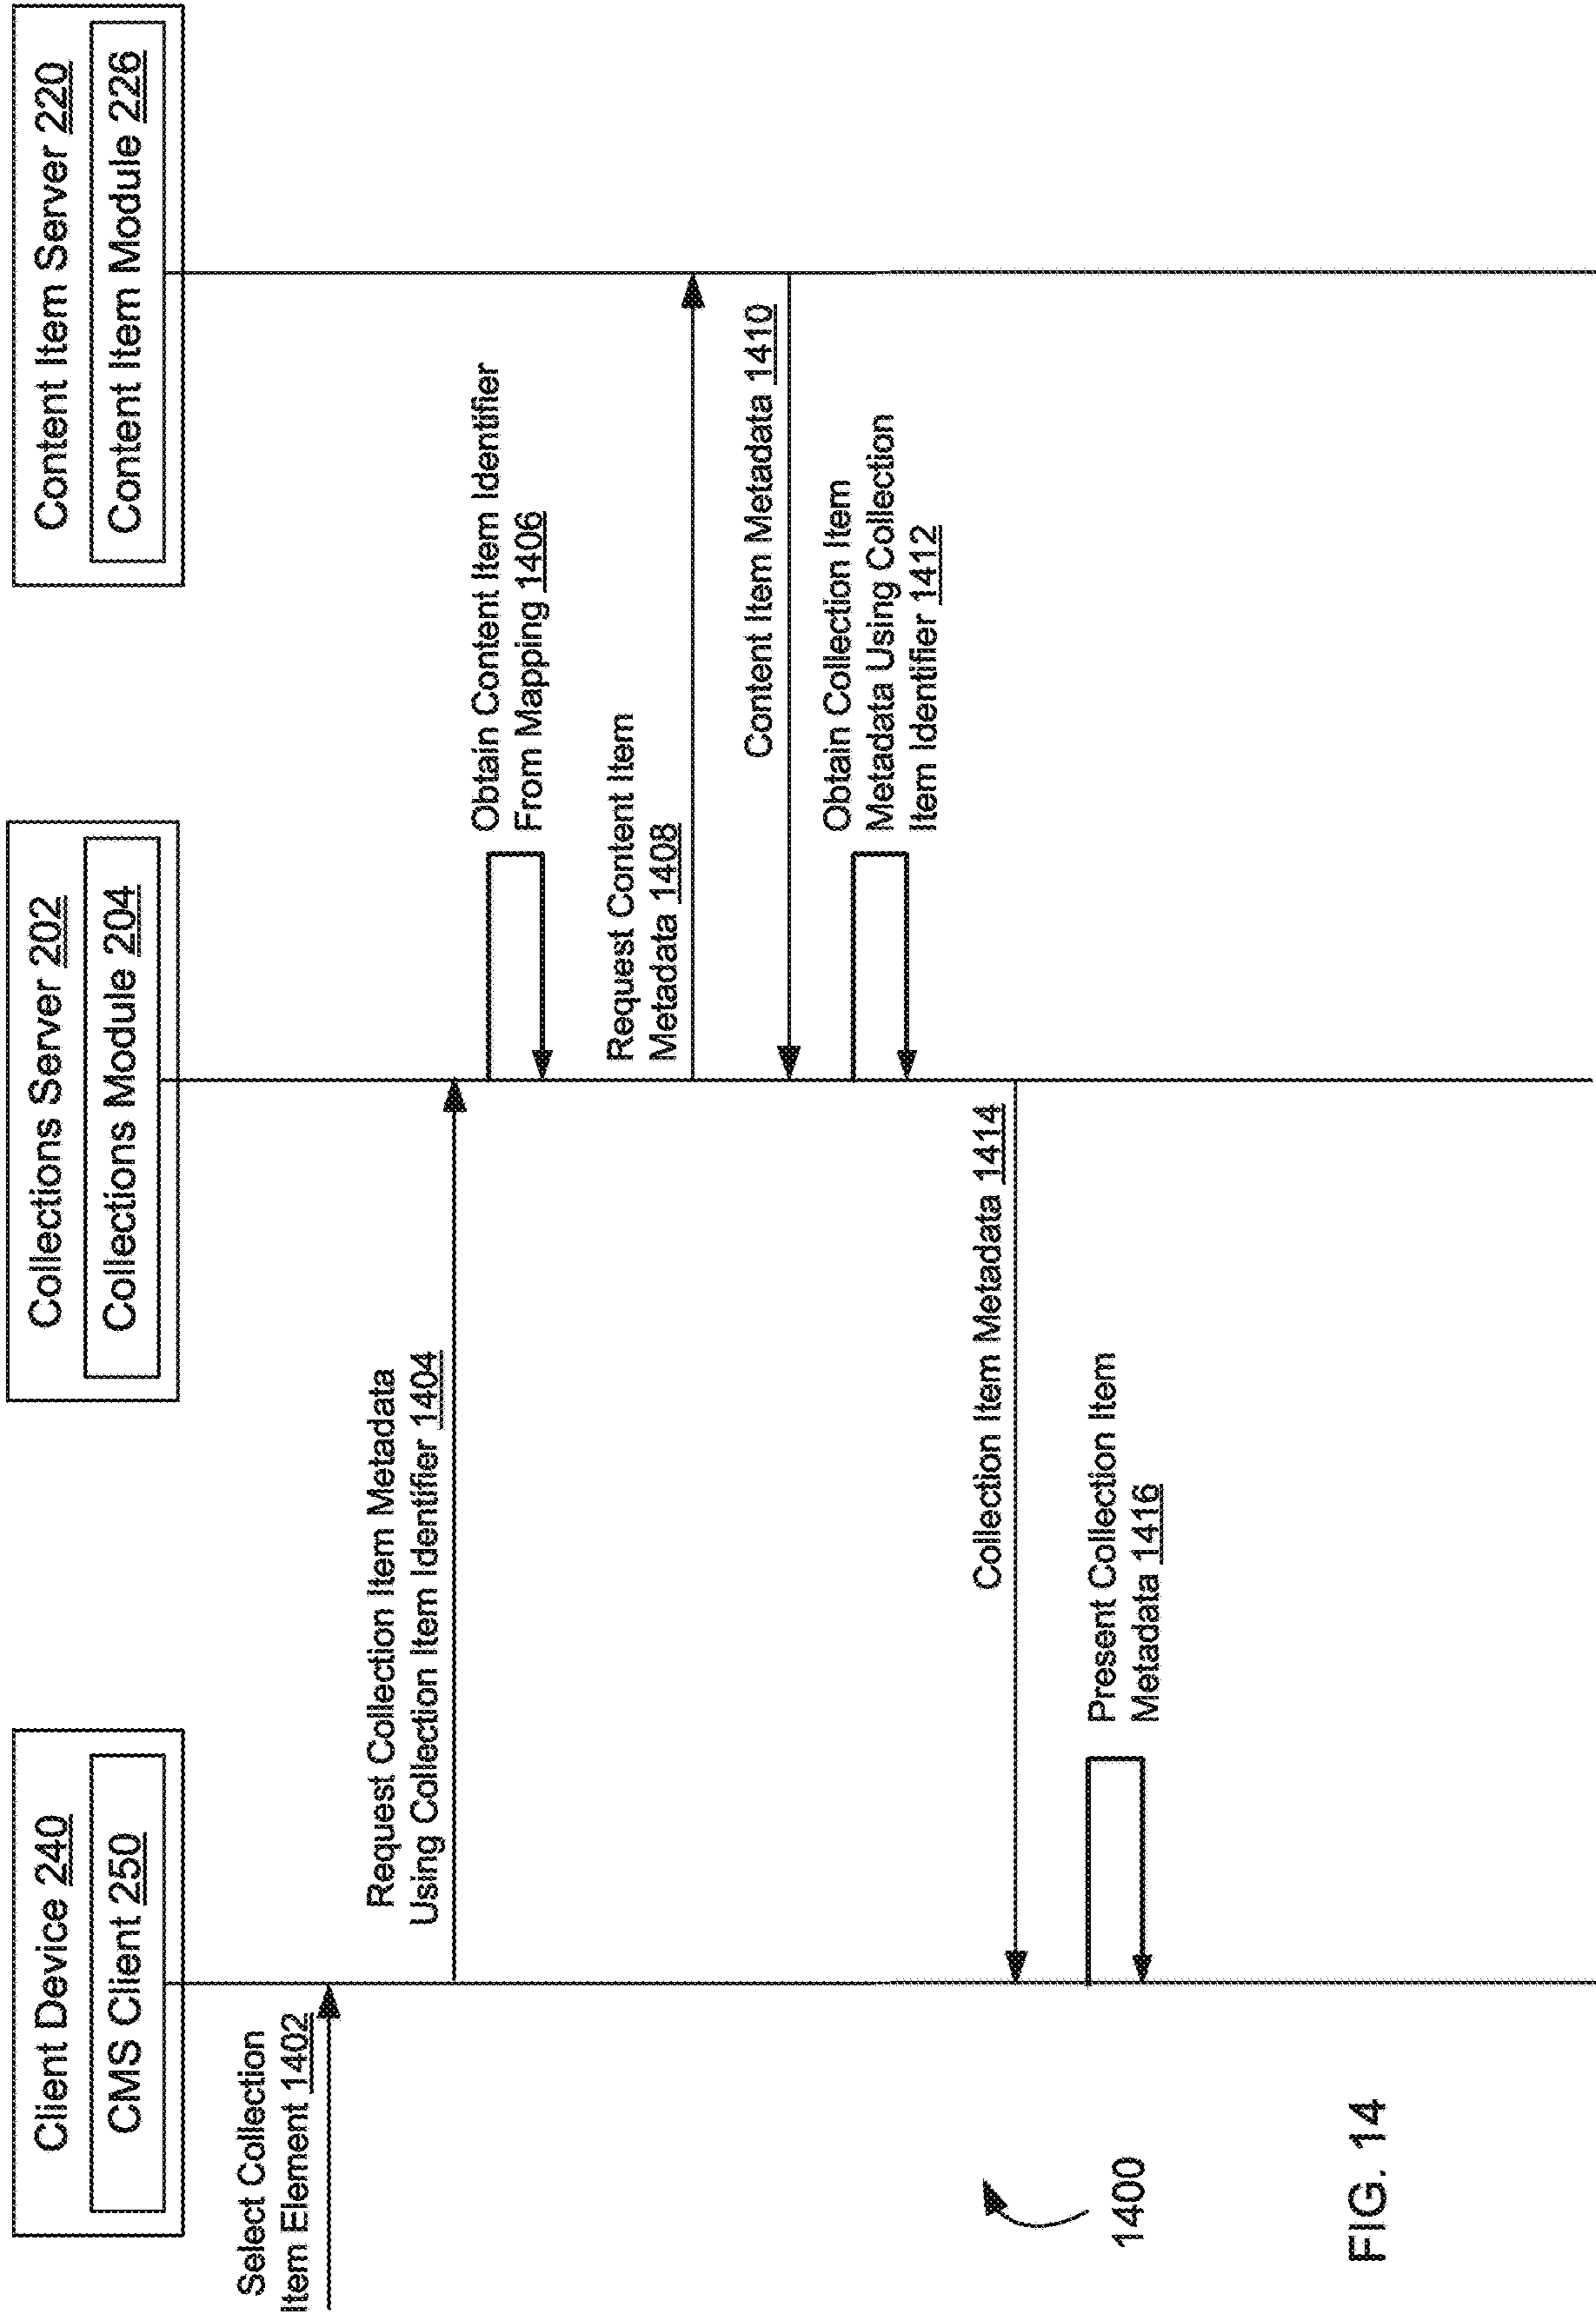 Client Device 240
CMS Client 250
Collections Server 202
Collections Module 204
Content Item Server 220
Content Item Module 226
Select Collection
Item Element 1402
Request Collection Item Metadata
Using Collection Item Identifier 1404
Obtain Content Item Identifier
From Mapping 1406
Request Content Item
Metadata 1408
Content Item Metadata 1410
Obtain Collection Item
Metadata Using Collection
Item Identifier 1412
Collection Item Metadata 1414
Present Collection Item
Metadata 1416
1400
FIG. 14